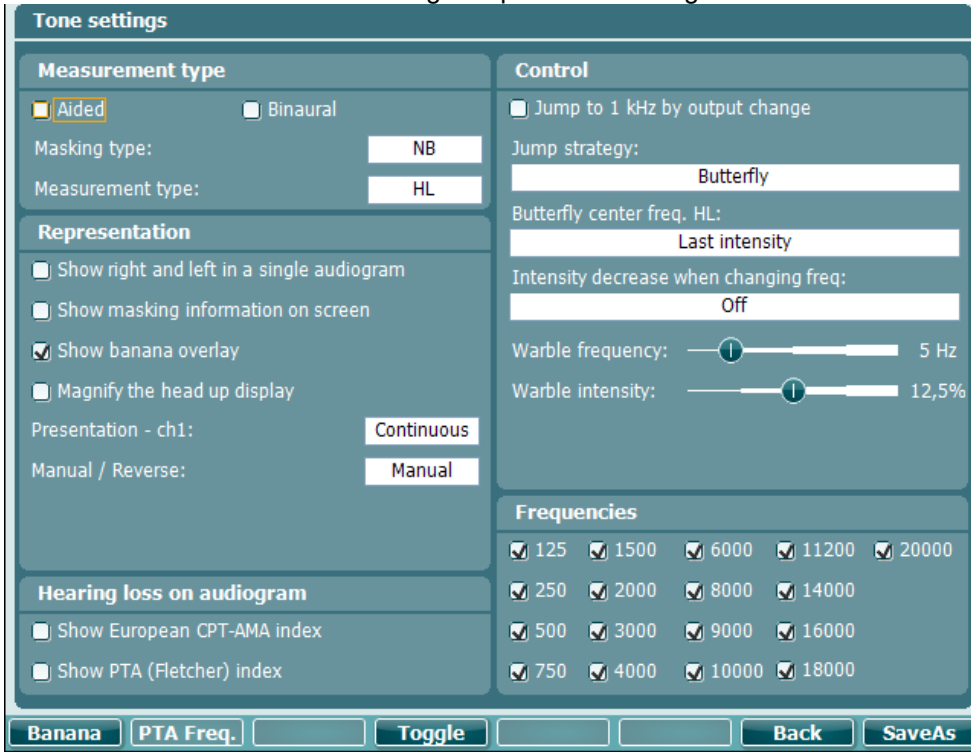 Tone settings
Measurement type
Aided Binaural
Masking type: NB
Measurement type: HL
Representation
Show right and left in a single audiogram
Show masking information on screen
Show banana overlay
Magnify the head up display
Presentation - ch1: Continuous
Manual / Reverse: Manual
Hearing loss on audiogram
Show European CPT-AMA index
Show PTA (Fletcher) index
Control
Jump to 1 kHz by output change
Jump strategy:
Butterfly
Butterfly center freq. HL:
Last intensity
Intensity decrease when changing freq:
Off
Warble frequency: 5 Hz
Warble intensity: 12,5%
Frequencies
125 1500 6000 11200 20000
250 2000 8000 14000
500 3000 9000 16000
750 4000 10000 18000
Banana PTA Freq. Toggle Back SaveAs